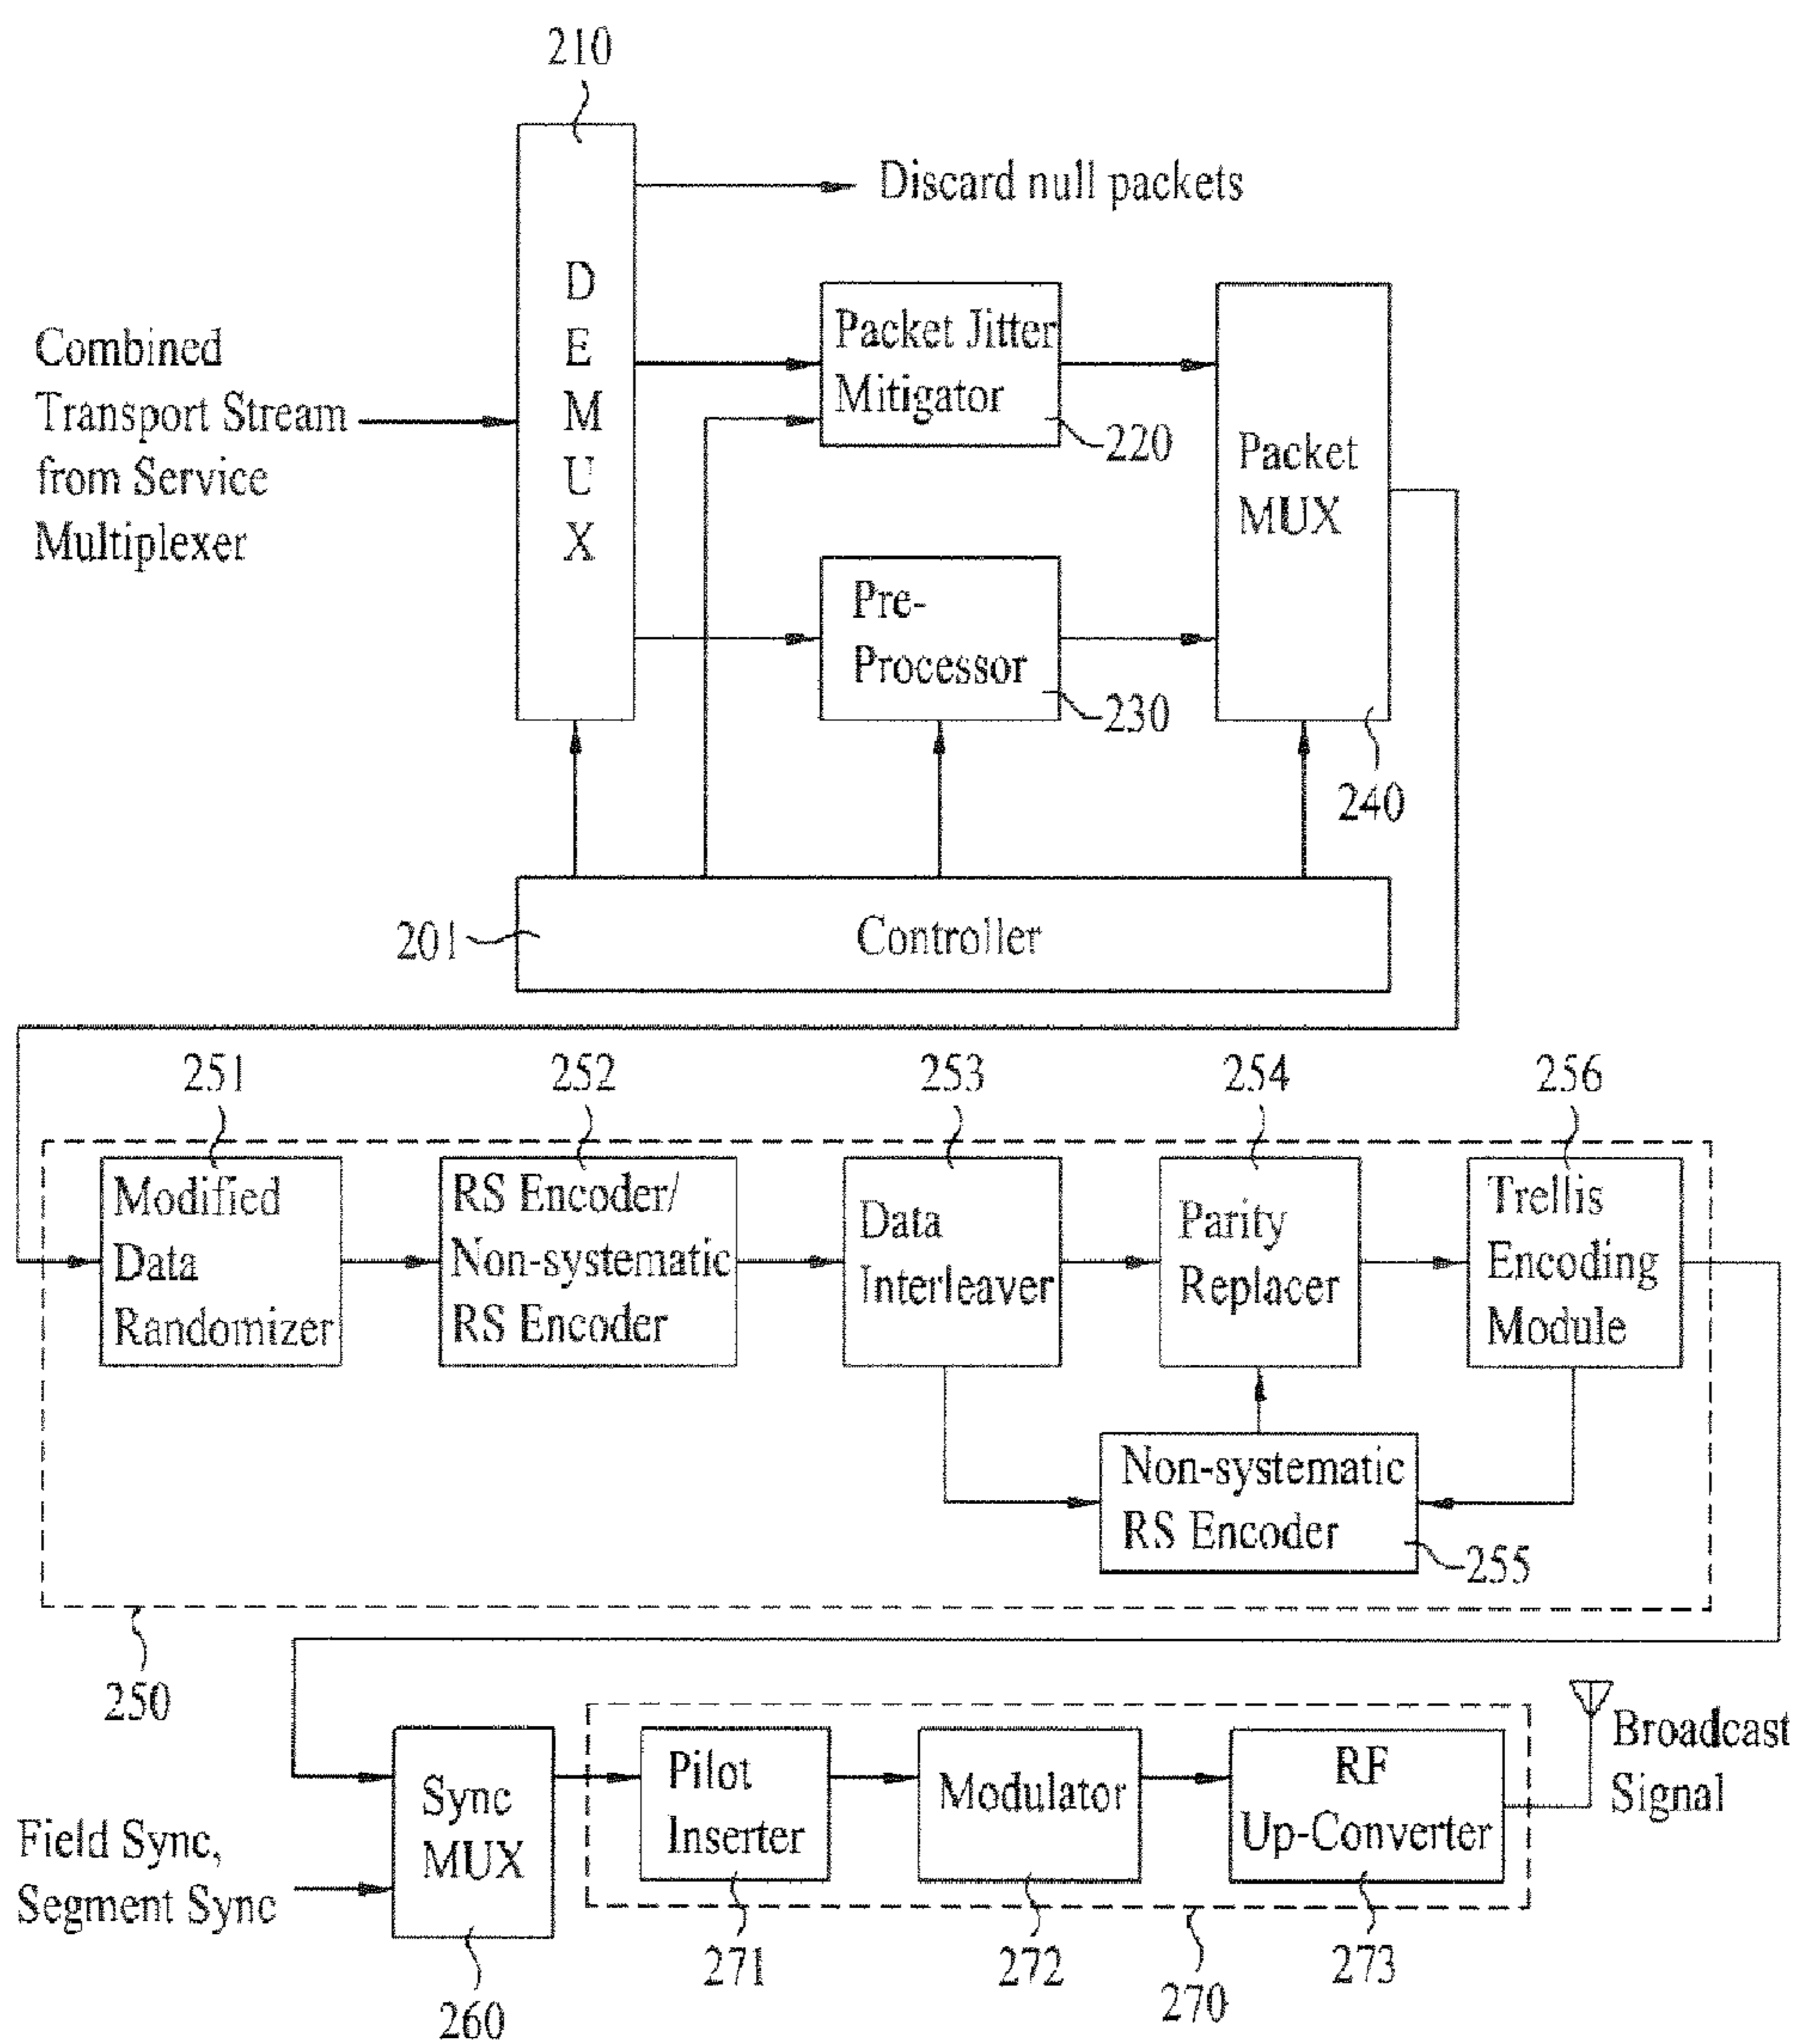 210
Discard null packets
DEMUX
Combined
Transport Stream
from Service
Multiplexer
Packet Jitter
Mitigator
220
Packet
MUX
Pre-
Processor
230
240
201
Controller
251
252
253
254
256
Modified
Data
Randomizer
RS Encoder/
Non-systematic
RS Encoder
Data
Interleaver
Parity
Replacer
Trellis
Encoding
Module
Non-systematic
RS Encoder
255
250
Sync
MUX
Field Sync,
Segment Sync
260
Pilot
Inserter
271
Modulator
272
RF
Up-Converter
273
270
Broadcast
Signal